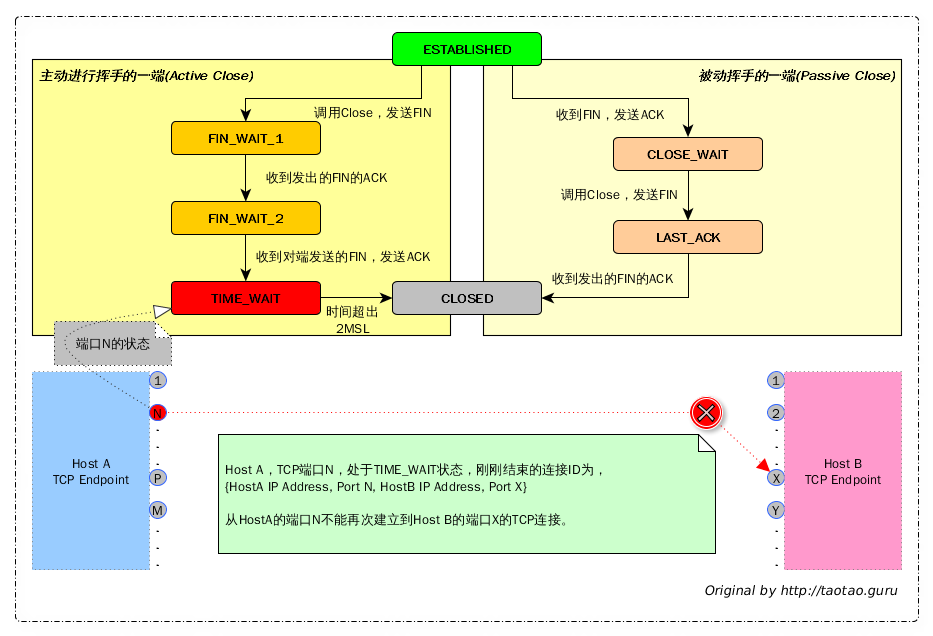 ESTABLISHED
主动进行挥手的一端(Active Close)
被动挥手的一端(Passive Close)
调用Close，发送FIN
收到FIN，发送ACK
FIN_WAIT_1
CLOSE_WAIT
收到发出的FIN的ACK
调用Close，发送FIN
FIN_WAIT_2
LAST_ACK
收到对端发送的FIN，发送ACK
收到发出的FIN的ACK
TIME_WAIT
CLOSED
时间超出
2MSL
端口N的状态
1
1
N
2
Host A
TCP Endpoint
P
M
Host A，TCP端口N，处于TIME_WAIT状态，刚刚结束的连接ID为，
{HostA IP Address, Port N, HostB IP Address, Port X}
从HostA的端口N不能再次建立到Host B的端口X的TCP连接。
X
Y
Host B
TCP Endpoint
Original by http://taotao.guru